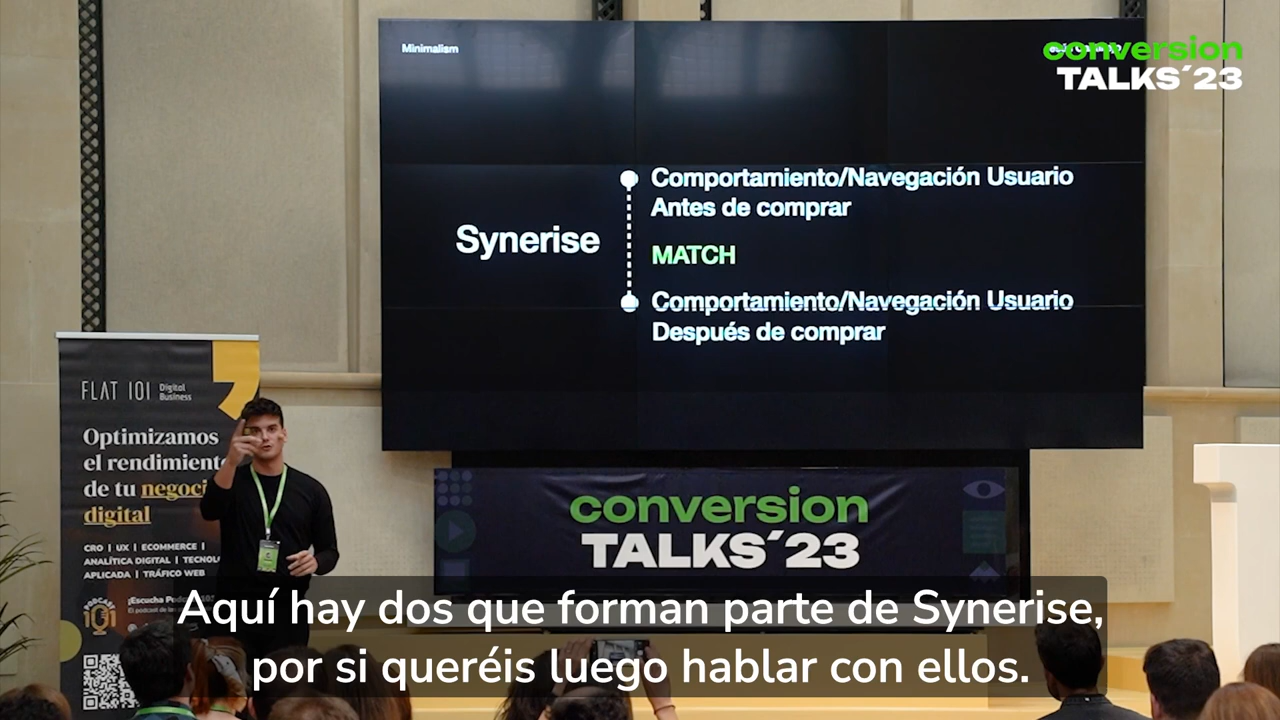 Minimalism
conversion
TALKS´23
Comportamiento/Navegación Usuario
Antes de comprar
Synerise
MATCH
Comportamiento/Navegación Usuario
Después de comprar
FLAT 101
Digital
Business
Optimizamos
el rendimiento
de tu
digital
CRO | UX | ECOMMERCE |
ANALÍTICA DIGITAL |
APLICADA | TRÁFICO WEB
conversion
TALKS´23
¡Escucha
Aquí hay dos que forman parte de Synerise,
por si queréis luego hablar con ellos.